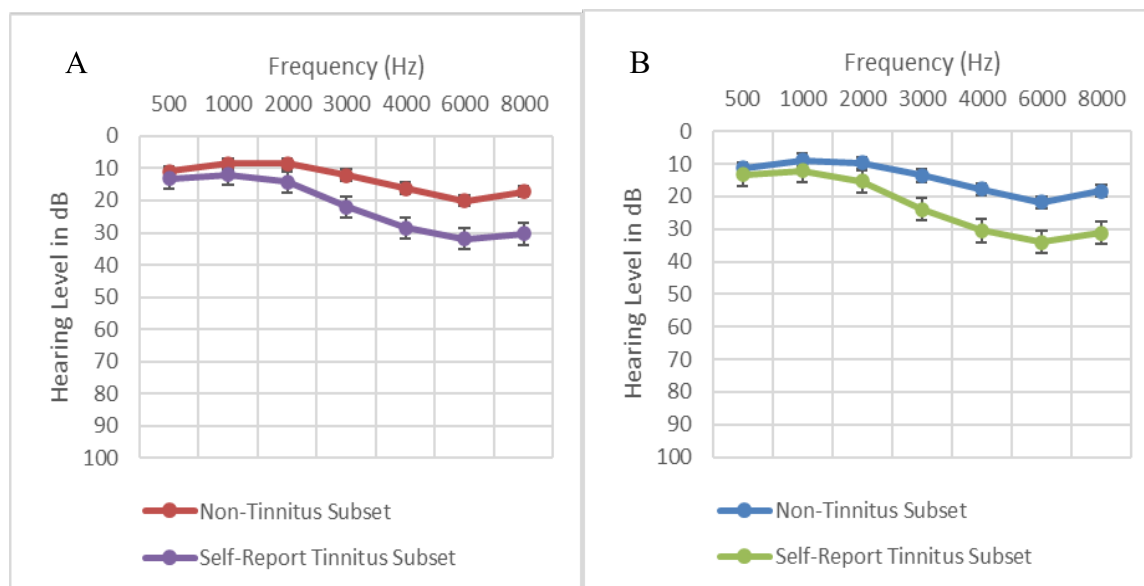 A
Frequency (Hz)
500 1000 2000 3000 4000 6000 8000
Hearing Level in dB
0
10
20
30
40
50
60
70
80
90
100
Non-Tinnitus Subset
Self-Report Tinnitus Subset
B
Frequency (Hz)
500 1000 2000 3000 4000 6000 8000
Hearing Level in dB
0
10
20
30
40
50
60
70
80
90
100
Non-Tinnitus Subset
Self-Report Tinnitus Subset